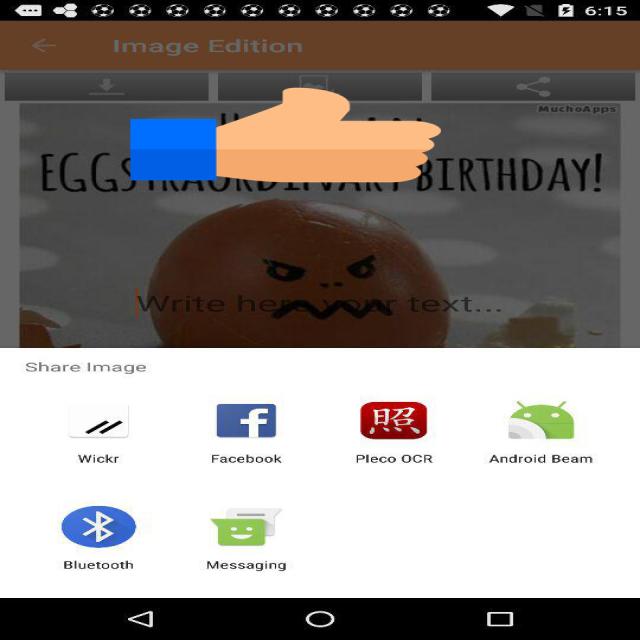 6:15
Image Edition
MuchoApps
EGGSTRAORDINARY BIRTHDAY!
Write here your text...
Share Image
照
Wickr
Facebook
Pleco OCR
Android Beam
Bluetooth
Messaging